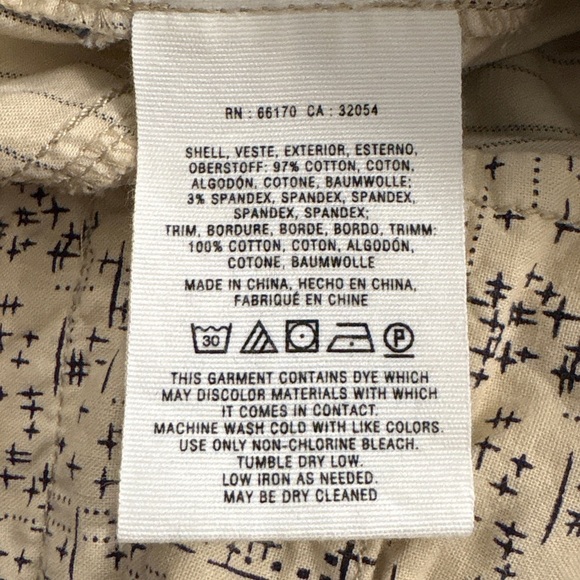 RN : 66170 CA : 32054
SHELL, VESTE, EXTERIOR, ESTERNO,
OBERSTOFF: 97% COTTON, COTON,
ALGODÓN, COTONE, BAUMWOLLE;
3% SPANDEX, SPANDEX, SPANDEX,
SPANDEX, SPANDEX;
TRIM, BORDURE, BORDE, BORDO, TRIMM:
100% COTTON, COTON, ALGODÓN,
COTONE, BAUMWOLLE
MADE IN CHINA, HECHO EN CHINA,
FABRIQUÉ EN CHINE
30 P
THIS GARMENT CONTAINS DYE WHICH
MAY DISCOLOR MATERIALS WITH WHICH
IT COMES IN CONTACT.
MACHINE WASH COLD WITH LIKE COLORS.
USE ONLY NON-CHLORINE BLEACH.
TUMBLE DRY LOW.
LOW IRON AS NEEDED.
MAY BE DRY CLEANED